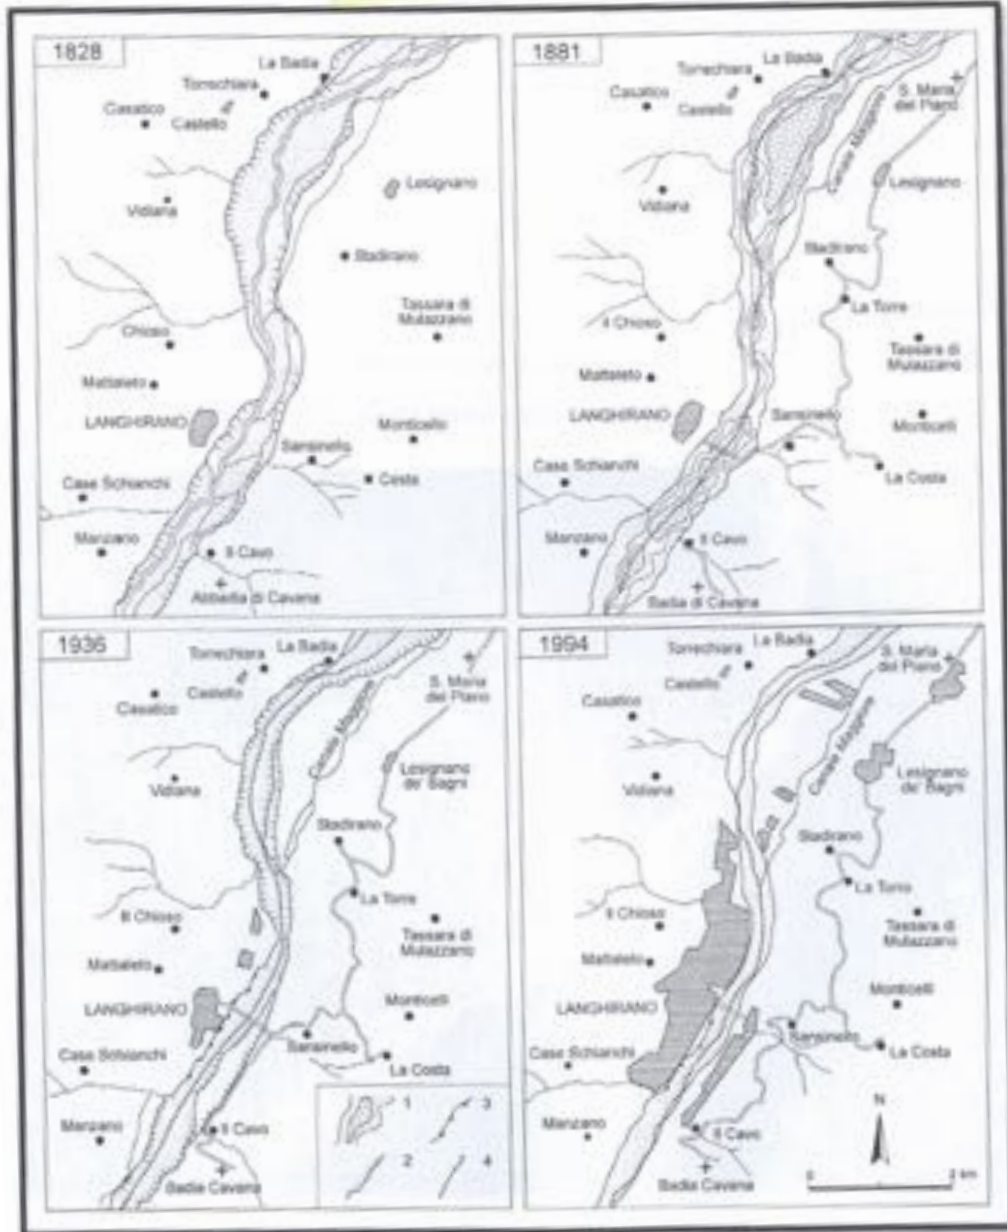 1828
La Badia
Torrechiara
Casatico
Castello
Lesignano
Vidiana
Stadirano
Tassara di
Mulazzano
Chioso
Mattaleto
LANGHIRANO
Monticello
Sansinello
Case Schianchi
Costa
Manzano
Il Cavo
Abbadia di Cavana
1881
La Badia
Torrechiara
S. Maria
del Piano
Casatico
Castello
Canale Maggiore
Lesignano
Vidiana
Stadirano
La Torre
Il Chioso
Tassara di
Mulazzano
Mattaleto
LANGHIRANO
Sansinello
Monticelli
Case Schianchi
La Costa
Manzano
Il Cavo
Badia di Cavana
1936
La Badia
Torrechiara
S. Maria
del Piano
Castello
Casatico
Canale Maggiore
Lesignano
de' Bagni
Vidiana
Stadirano
La Torre
Il Chioso
Tassara di
Mulazzano
Mattaleto
LANGHIRANO
Monticelli
Sansinello
Case Schianchi
La Costa
1
3
2
4
Manzano
Il Cavo
Badia Cavana
1994
La Badia
Torrechiara
S. Maria
del Piano
Castello
Casatico
Canale Maggiore
Lesignano
de' Bagni
Vidiana
Stadirano
La Torre
Il Chioso
Tassara di
Mulazzano
Mattaleto
LANGHIRANO
Monticelli
Sansinello
Case Schianchi
La Costa
N
Manzano
Il Cavo
Badia Cavana
0
2 km